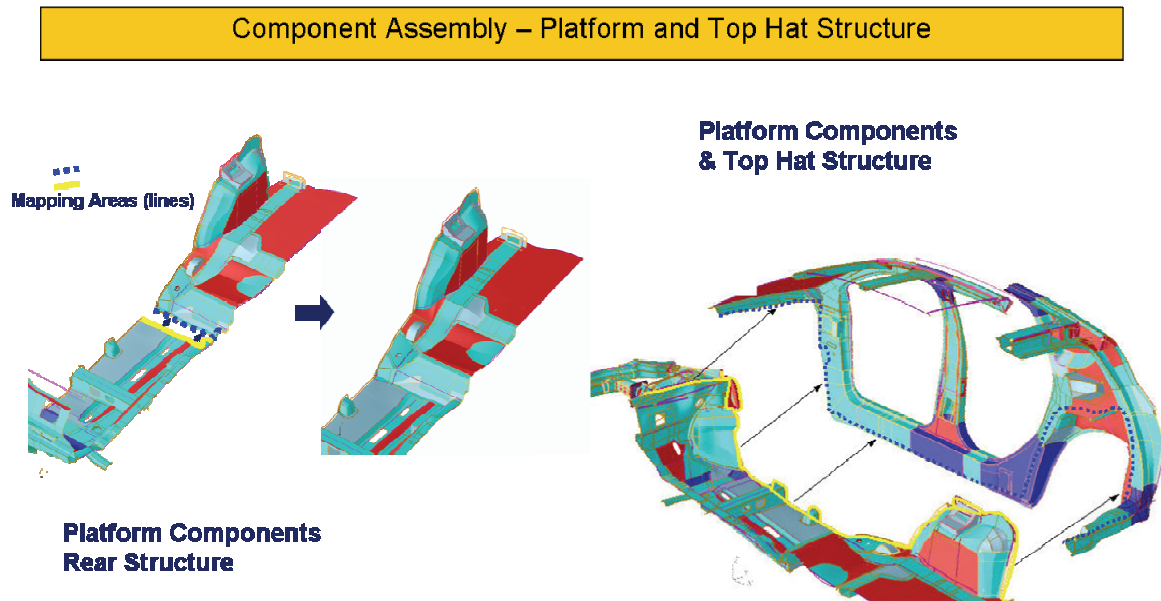 Component Assembly – Platform and Top Hat Structure
Platform Components
& Top Hat Structure
Mapping Areas (lines)
Platform Components
Rear Structure